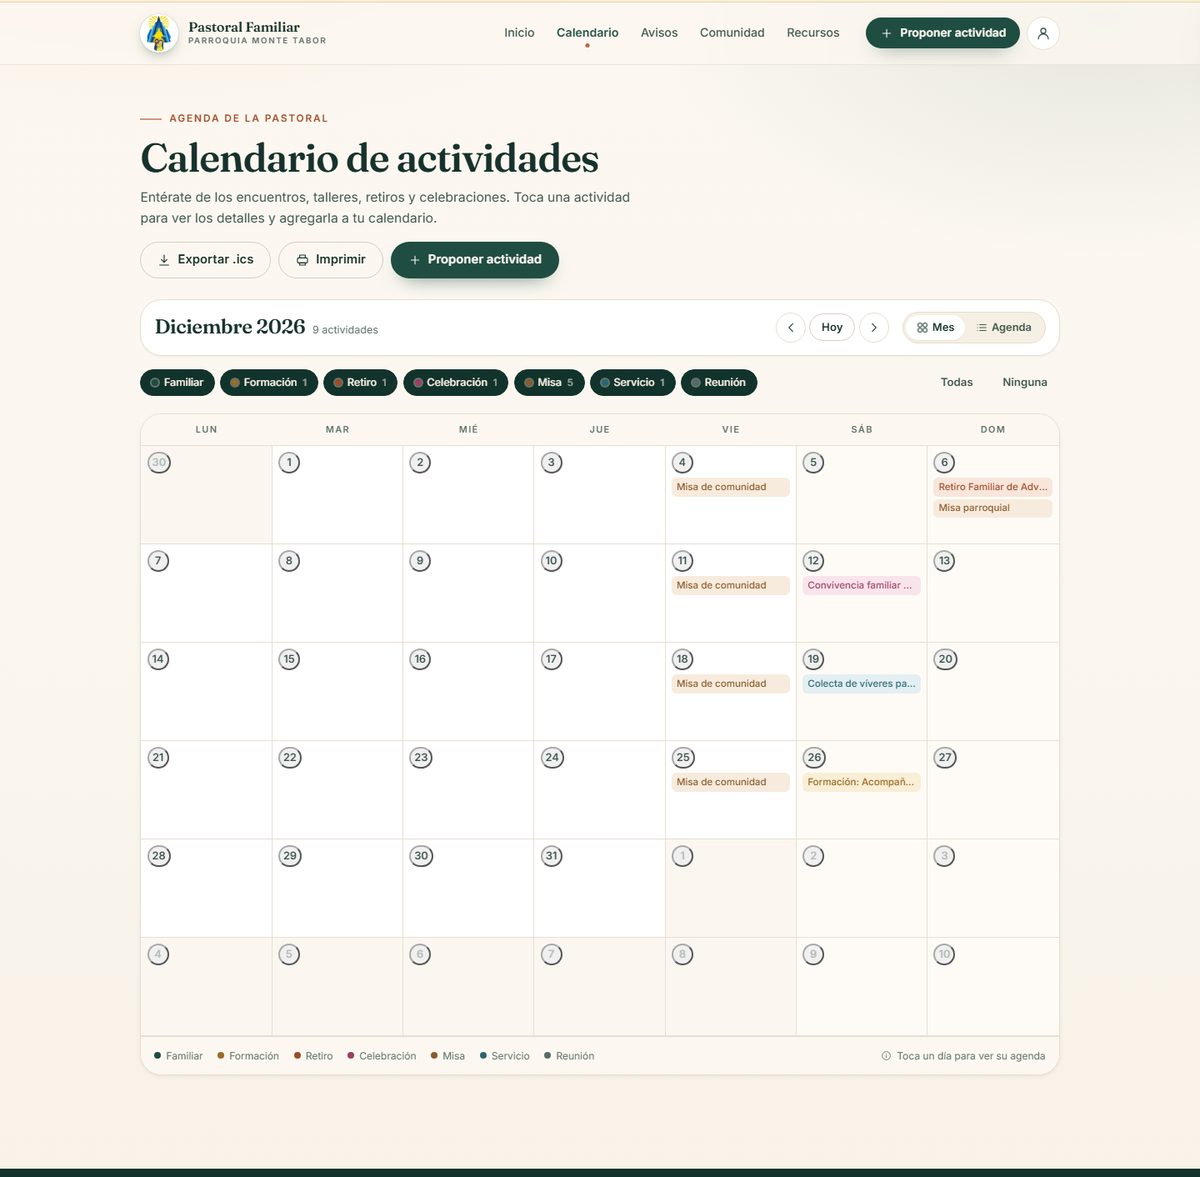 Pastoral Familiar
PARROQUIA MONTE TABOR
Inicio Calendario Avisos Comunidad Recursos + Proponer actividad
AGENDA DE LA PASTORAL
Calendario de actividades
Entérate de los encuentros, talleres, retiros y celebraciones. Toca una actividad
para ver los detalles y agregarla a tu calendario.
Exportar .ics Imprimir + Proponer actividad
Diciembre 2026 9 actividades Hoy Mes Agenda
Familiar Formación 1 Retiro 1 Celebración 1 Misa 5 Servicio 1 Reunión Todas Ninguna
LUN MAR MIÉ JUE VIE SÁB DOM
30 1 2 3 4 5 6
Misa de comunidad Retiro Familiar de Adv...
Misa parroquial
7 8 9 10 11 12 13
Misa de comunidad Convivencia familiar ...
14 15 16 17 18 19 20
Misa de comunidad Colecta de víveres pa...
21 22 23 24 25 26 27
Misa de comunidad Formación: Acompañ...
28 29 30 31 1 2 3
4 5 6 7 8 9 10
Familiar Formación Retiro Celebración Misa Servicio Reunión Toca un día para ver su agenda